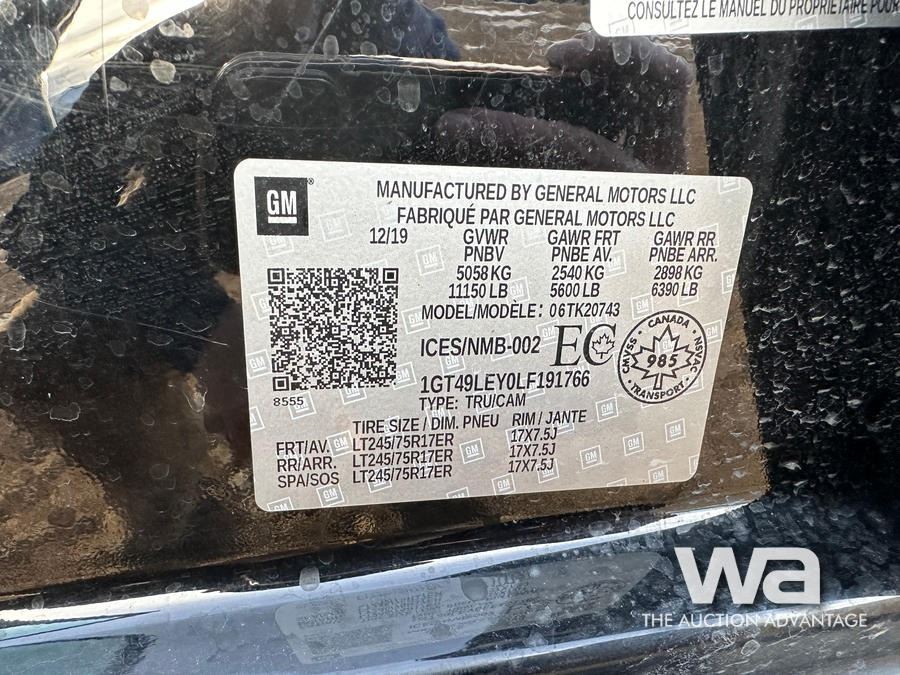 CONSULTEZ LE MANUEL DU PROPRIETAIRE POUR
GM
MANUFACTURED BY GENERAL MOTORS LLC
FABRIQUÉ PAR GENERAL MOTORS LLC
12/19 GVWR GAWR FRT GAWR RR
PNBV PNBE AV. PNBE ARR.
5058 KG 2540 KG 2898 KG
11150 LB 5600 LB 6390 LB
MODEL/MODÈLE: 06TK20743
ICES/NMB-002 EC
CANADA
CMVSS 985 NSVAC
TRANSPORT
1GT49LEY0LF191766
8555
TYPE: TRU/CAM
TIRE SIZE / DIM. PNEU RIM / JANTE
FRT/AV. LT245/75R17ER 17X7.5J
RR/ARR. LT245/75R17ER 17X7.5J
SPA/SOS LT245/75R17ER 17X7.5J
wa
THE AUCTION ADVANTAGE